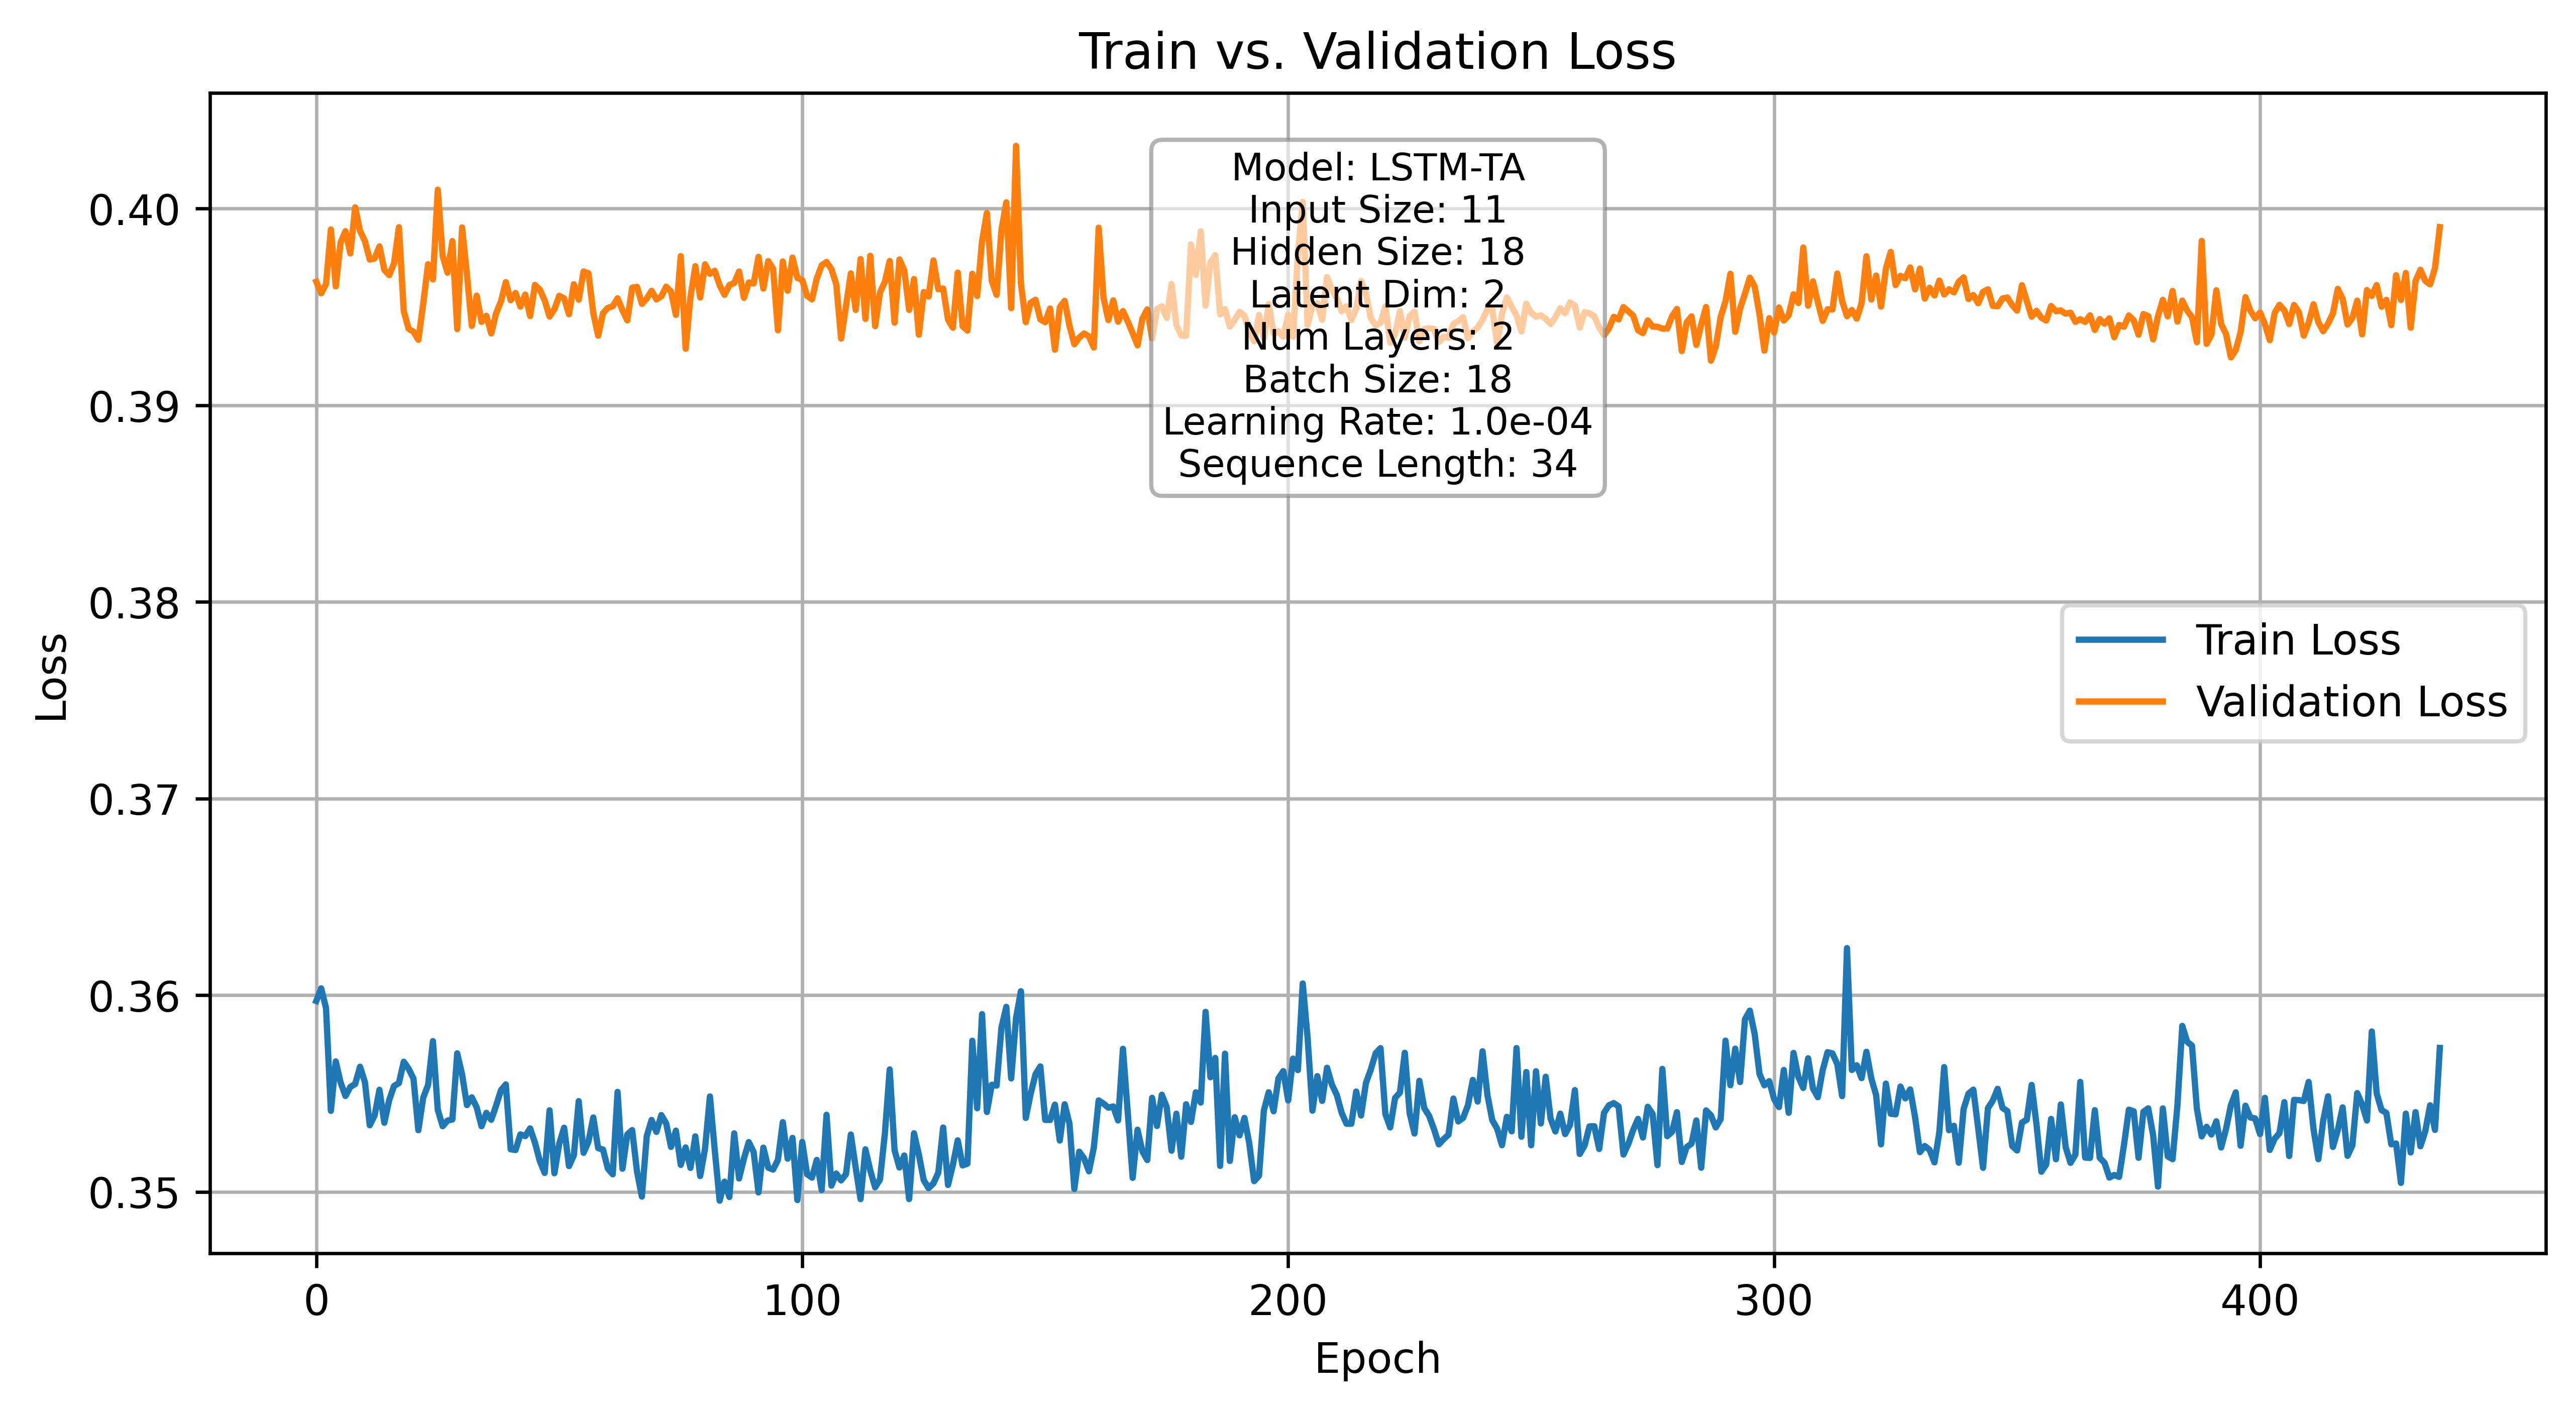 Train vs. Validation Loss
Model: LSTM-TA
Input Size: 11
Hidden Size: 18
Latent Dim: 2
Num Layers: 2
Batch Size: 18
Learning Rate: 1.0e-04
Sequence Length: 34
0.40
0.39
0.38
0.37
0.36
0.35
Loss
Train Loss
Validation Loss
0
100
200
300
400
Epoch